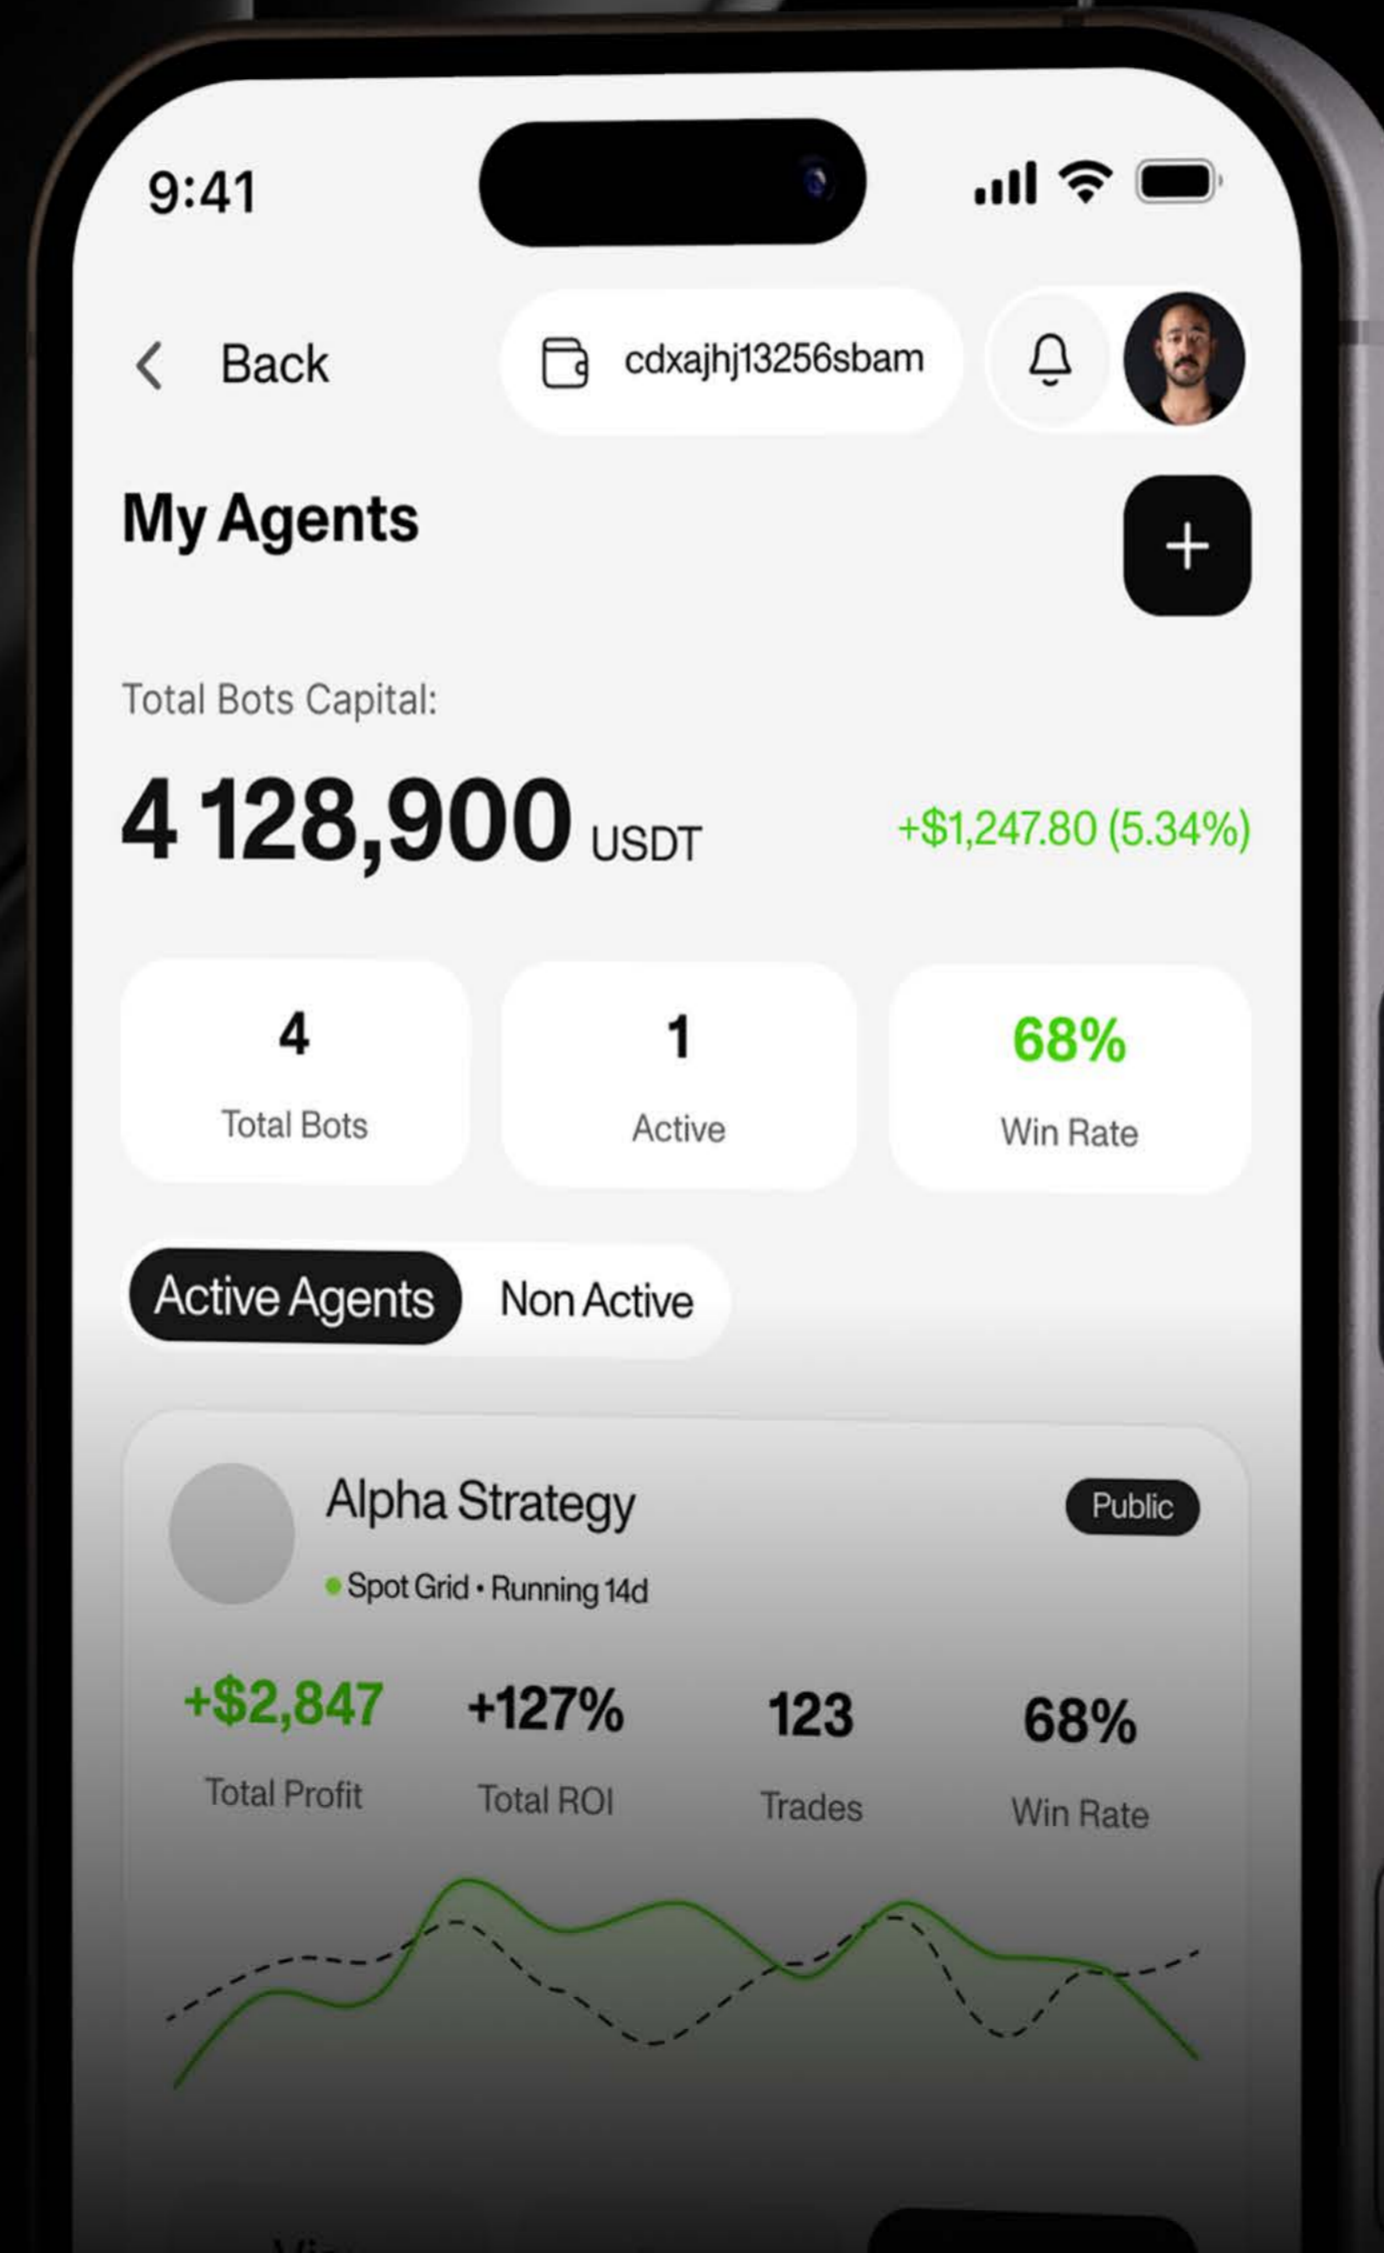 9:41
Back
cdxajhj13256sbam
My Agents
Total Bots Capital:
4 128,900 USDT
+$1,247.80 (5.34%)
4
Total Bots
1
Active
68%
Win Rate
Active Agents
Non Active
Alpha Strategy
Public
Spot Grid • Running 14d
+$2,847
Total Profit
+127%
Total ROI
123
Trades
68%
Win Rate